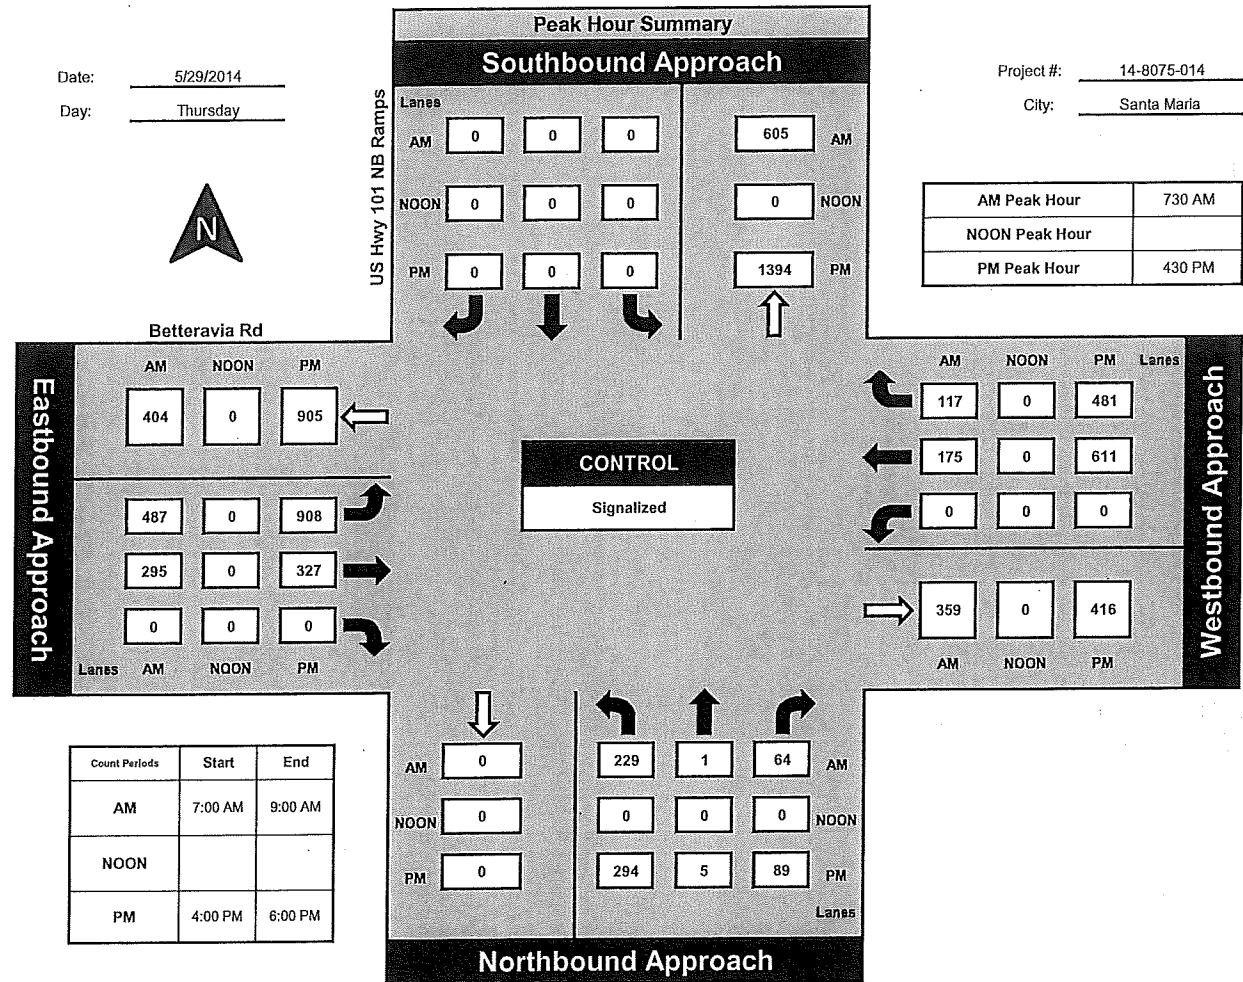 Peak Hour Summary
Southbound Approach
Date: 5/29/2014
Day: Thursday
Project #: 14-8075-014
City: Santa Maria
US Hwy 101 NB Ramps
Lanes
AM 0 0 0 605 AM
NOON 0 0 0 0 NOON
PM 0 0 0 1394 PM
AM Peak Hour 730 AM
NOON Peak Hour
PM Peak Hour 430 PM
N
Betteravia Rd
Eastbound Approach
AM NOON PM
404 0 905
487 0 908
295 0 327
0 0 0
Lanes AM NOON PM
CONTROL
Signalized
AM NOON PM Lanes
117 0 481
175 0 611
0 0 0
359 0 416
AM NOON PM
Westbound Approach
Count Periods Start End
AM 7:00 AM 9:00 AM
NOON
PM 4:00 PM 6:00 PM
AM 0 229 1 64 AM
NOON 0 0 0 0 NOON
PM 0 294 5 89 PM
Lanes
Northbound Approach